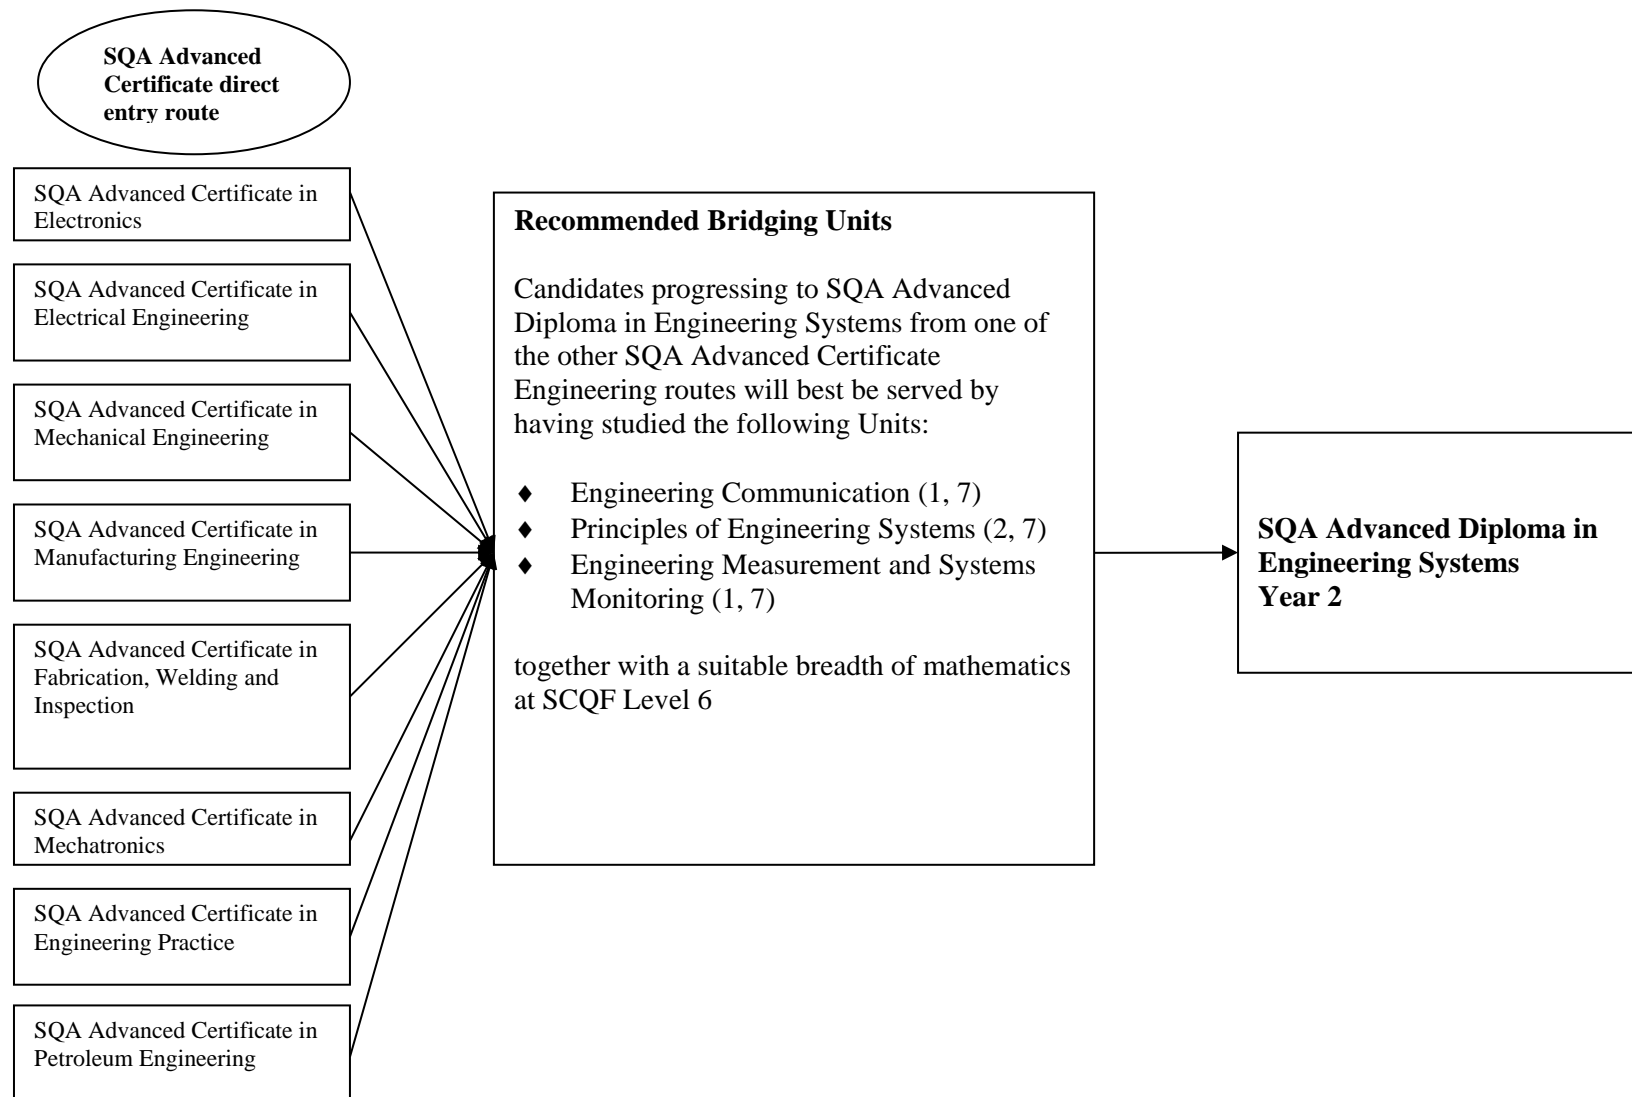 SQA Advanced
Certificate direct
entry route
SQA Advanced Certificate in
Electronics
SQA Advanced Certificate in
Electrical Engineering
SQA Advanced Certificate in
Mechanical Engineering
SQA Advanced Certificate in
Manufacturing Engineering
SQA Advanced Certificate in
Fabrication, Welding and
Inspection
SQA Advanced Certificate in
Mechatronics
SQA Advanced Certificate in
Engineering Practice
SQA Advanced Certificate in
Petroleum Engineering
Recommended Bridging Units
Candidates progressing to SQA Advanced
Diploma in Engineering Systems from one of
the other SQA Advanced Certificate
Engineering routes will best be served by
having studied the following Units:
♦ Engineering Communication (1, 7)
♦ Principles of Engineering Systems (2, 7)
♦ Engineering Measurement and Systems
Monitoring (1, 7)
together with a suitable breadth of mathematics
at SCQF Level 6
SQA Advanced Diploma in
Engineering Systems
Year 2